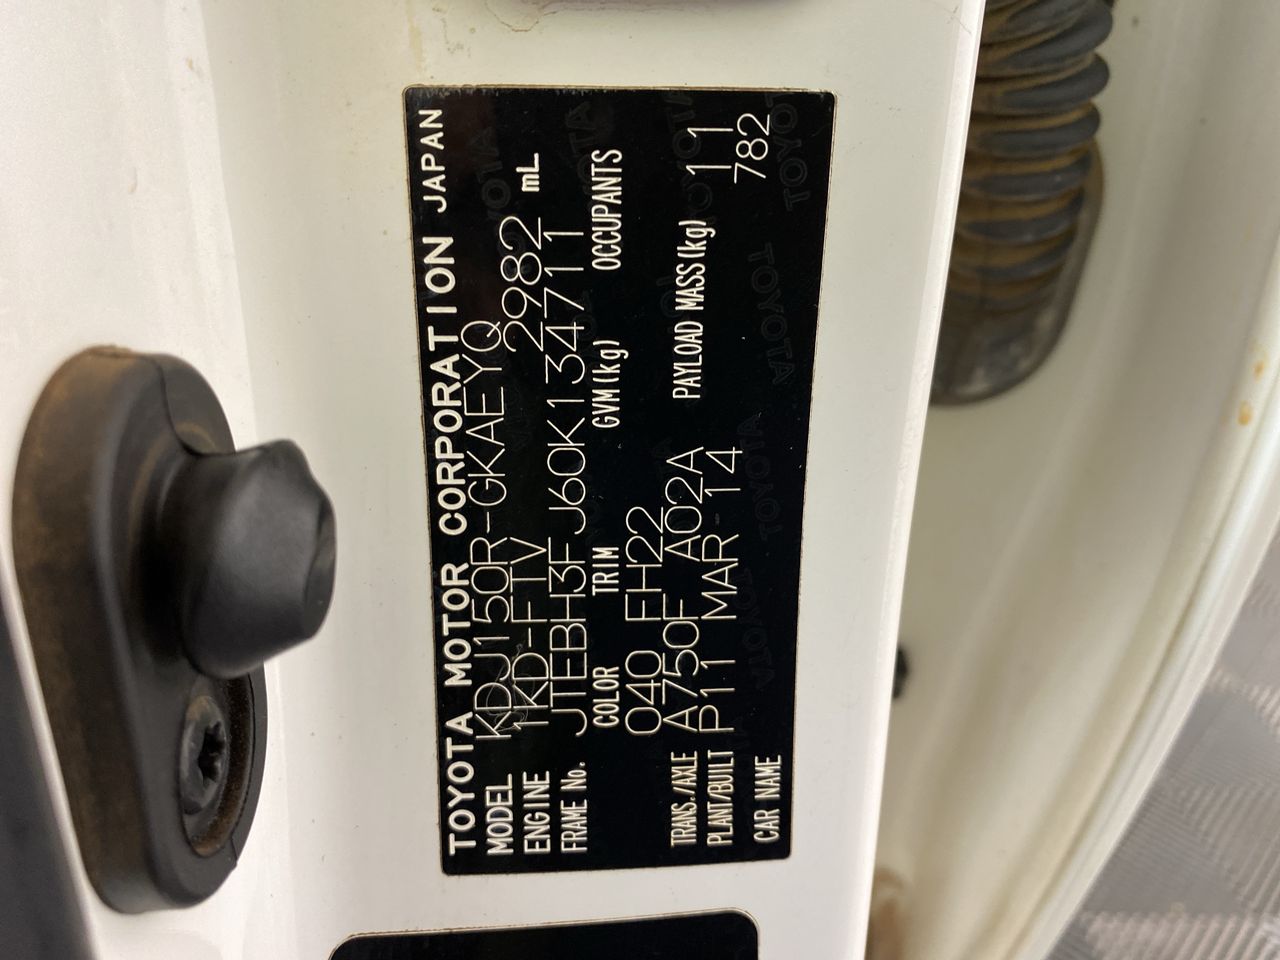 TOYOTA MOTOR CORPORATION JAPAN
MODEL KDJ150R-GKAEYQ
ENGINE 1KD-FTV 2982 mL
FRAME No. JTEBH3FJ60K134711
COLOR TRIM GVM(kg) OCCUPANTS
040 FH22
TRANS./AXLE A750F A02A PAYLOAD MASS(kg)
PLANT/BUILT P11 MAR 14 11
CAR NAME 782